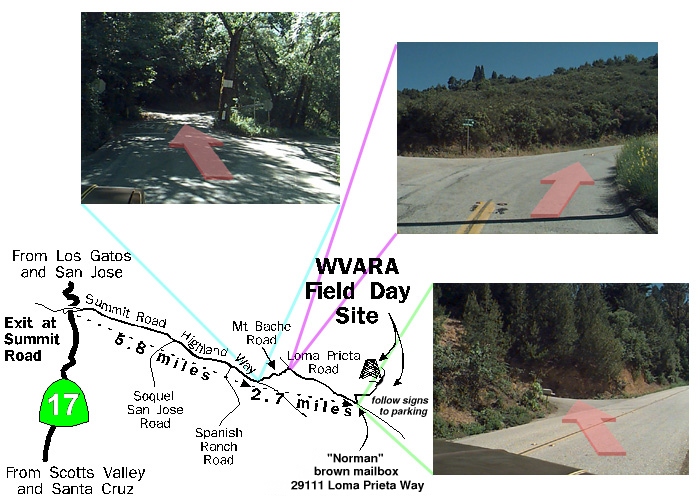 From Los Gatos
and San Jose
Exit at
Summit
Road
Summit Road
5.8 miles
Highland Way
Mt Bache
Road
Loma Prieta
Road
WVARA
Field Day
Site
2.7 miles
follow signs
to parking
Soquel
San Jose
Road
Spanish
Ranch
Road
17
"Norman"
brown mailbox
29111 Loma Prieta Way
From Scotts Valley
and Santa Cruz